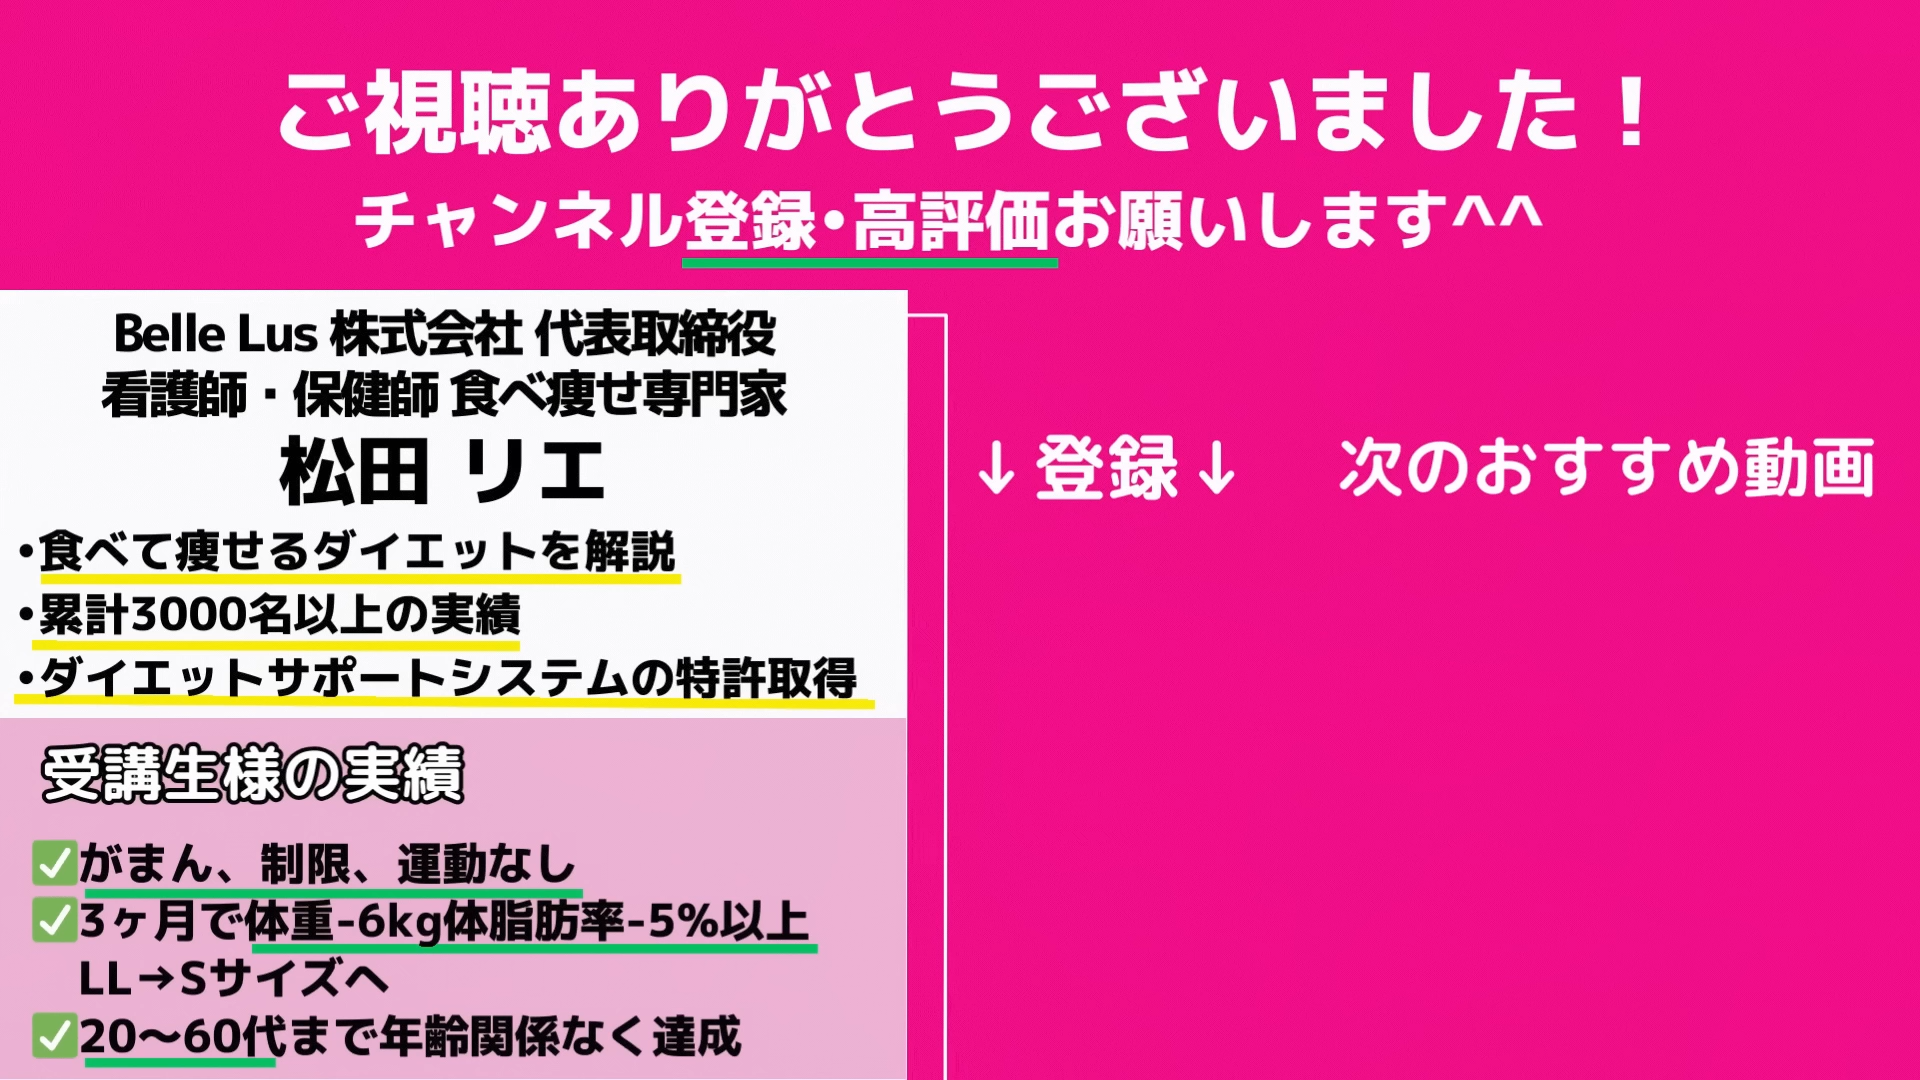 ご視聴ありがとうございました！
チャンネル登録・高評価お願いします^^
Belle Lus 株式会社 代表取締役
看護師・保健師 食べ痩せ専門家
松田 リエ
・食べて痩せるダイエットを解説
・累計3000名以上の実績
・ダイエットサポートシステムの特許取得
受講生様の実績
✅がまん、制限、運動なし
✅3ヶ月で体重-6kg体脂肪率-5%以上
LL→Sサイズへ
✅20～60代まで年齢関係なく達成
↓登録↓
次のおすすめ動画